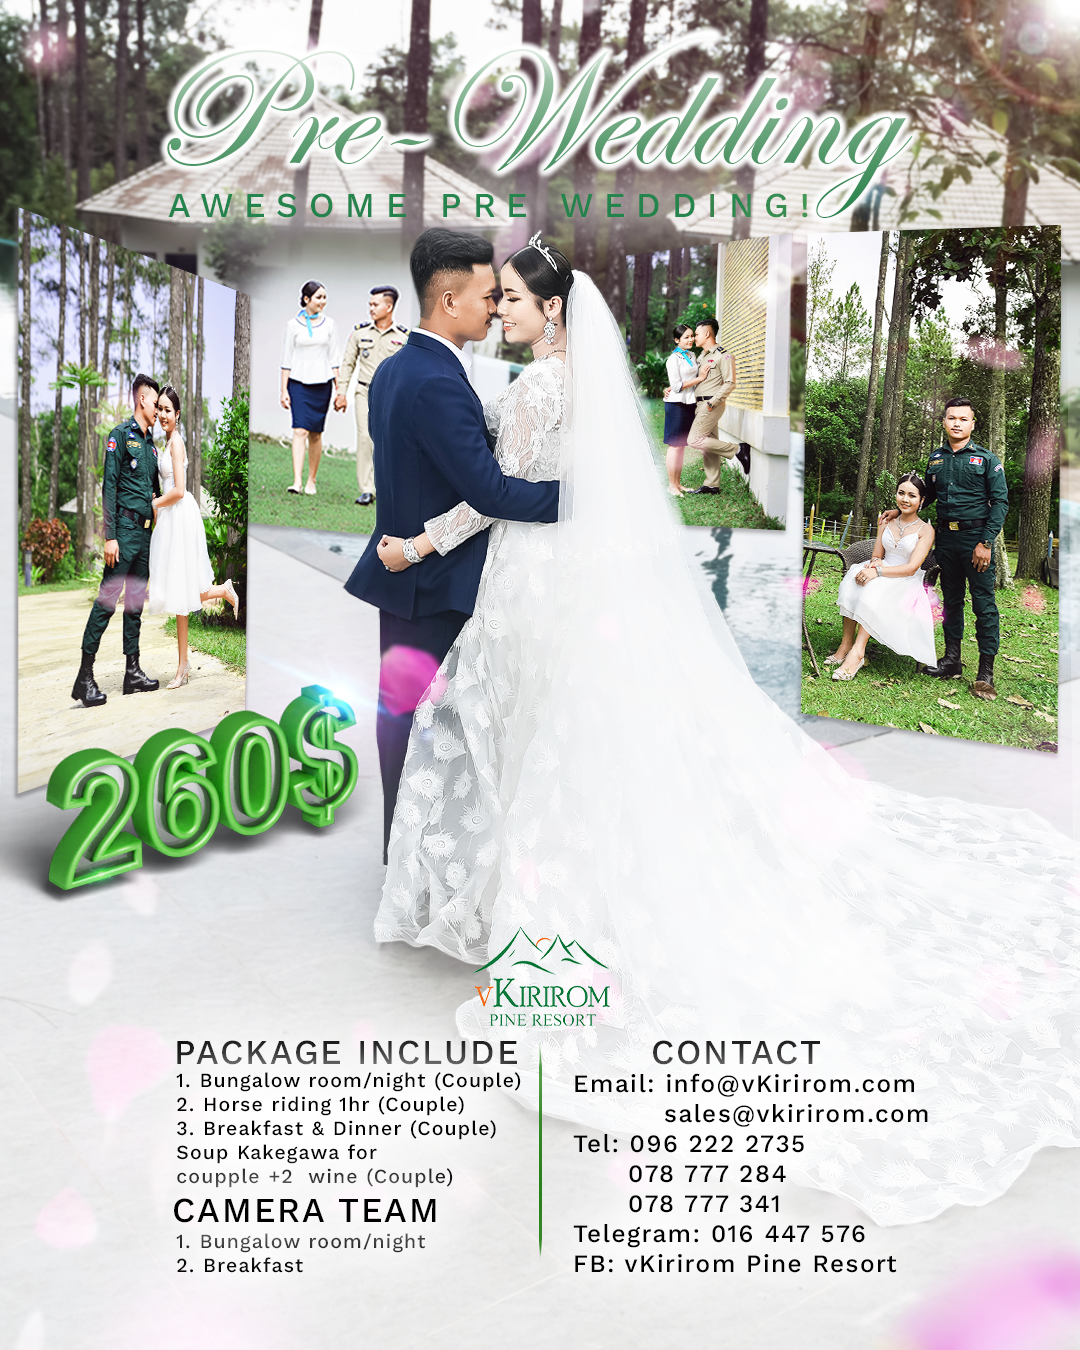 Pre-Wedding
AWESOME PRE WEDDING!
260$
vKIRIROM
PINE RESORT
PACKAGE INCLUDE
1. Bungalow room/night (Couple)
2. Horse riding 1hr (Couple)
3. Breakfast & Dinner (Couple)
Soup Kakegawa for
coupple +2 wine (Couple)
CAMERA TEAM
1. Bungalow room/night
2. Breakfast
CONTACT
Email: info@vKirirom.com
sales@vkirirom.com
Tel: 096 222 2735
078 777 284
078 777 341
Telegram: 016 447 576
FB: vKirirom Pine Resort